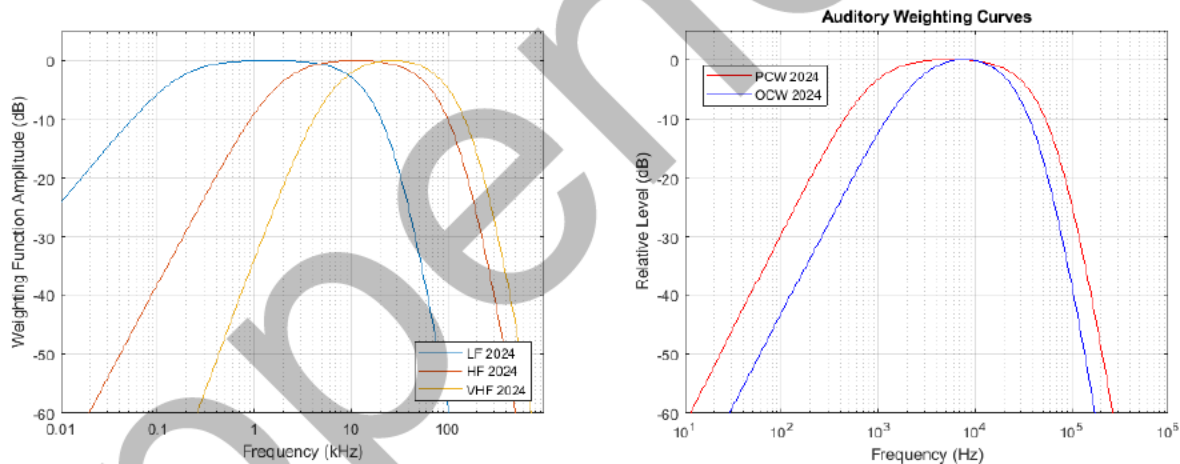 Weighting Function Amplitude (dB)
0
-10
-20
-30
-40
-50
-60
0.01 0.1 1 10 100
Frequency (kHz)
LF 2024
HF 2024
VHF 2024
Auditory Weighting Curves
Relative Level (dB)
0
-10
-20
-30
-40
-50
-60
10¹ 10² 10³ 10⁴ 10⁵ 10⁶
Frequency (Hz)
PCW 2024
OCW 2024